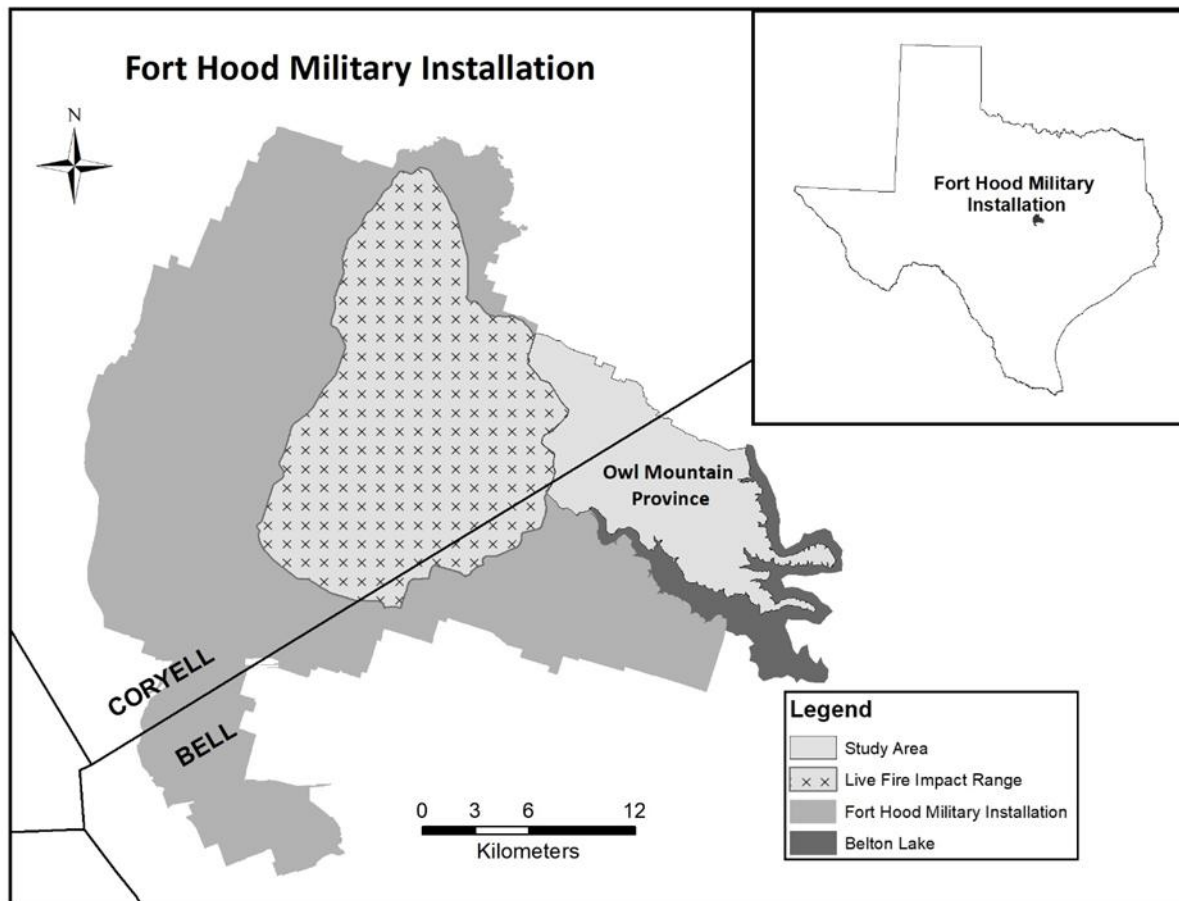 Fort Hood Military Installation
N
Fort Hood Military
Installation
Owl Mountain
Province
CORYELL
BELL
0 3 6 12
Kilometers
Legend
Study Area
Live Fire Impact Range
Fort Hood Military Installation
Belton Lake